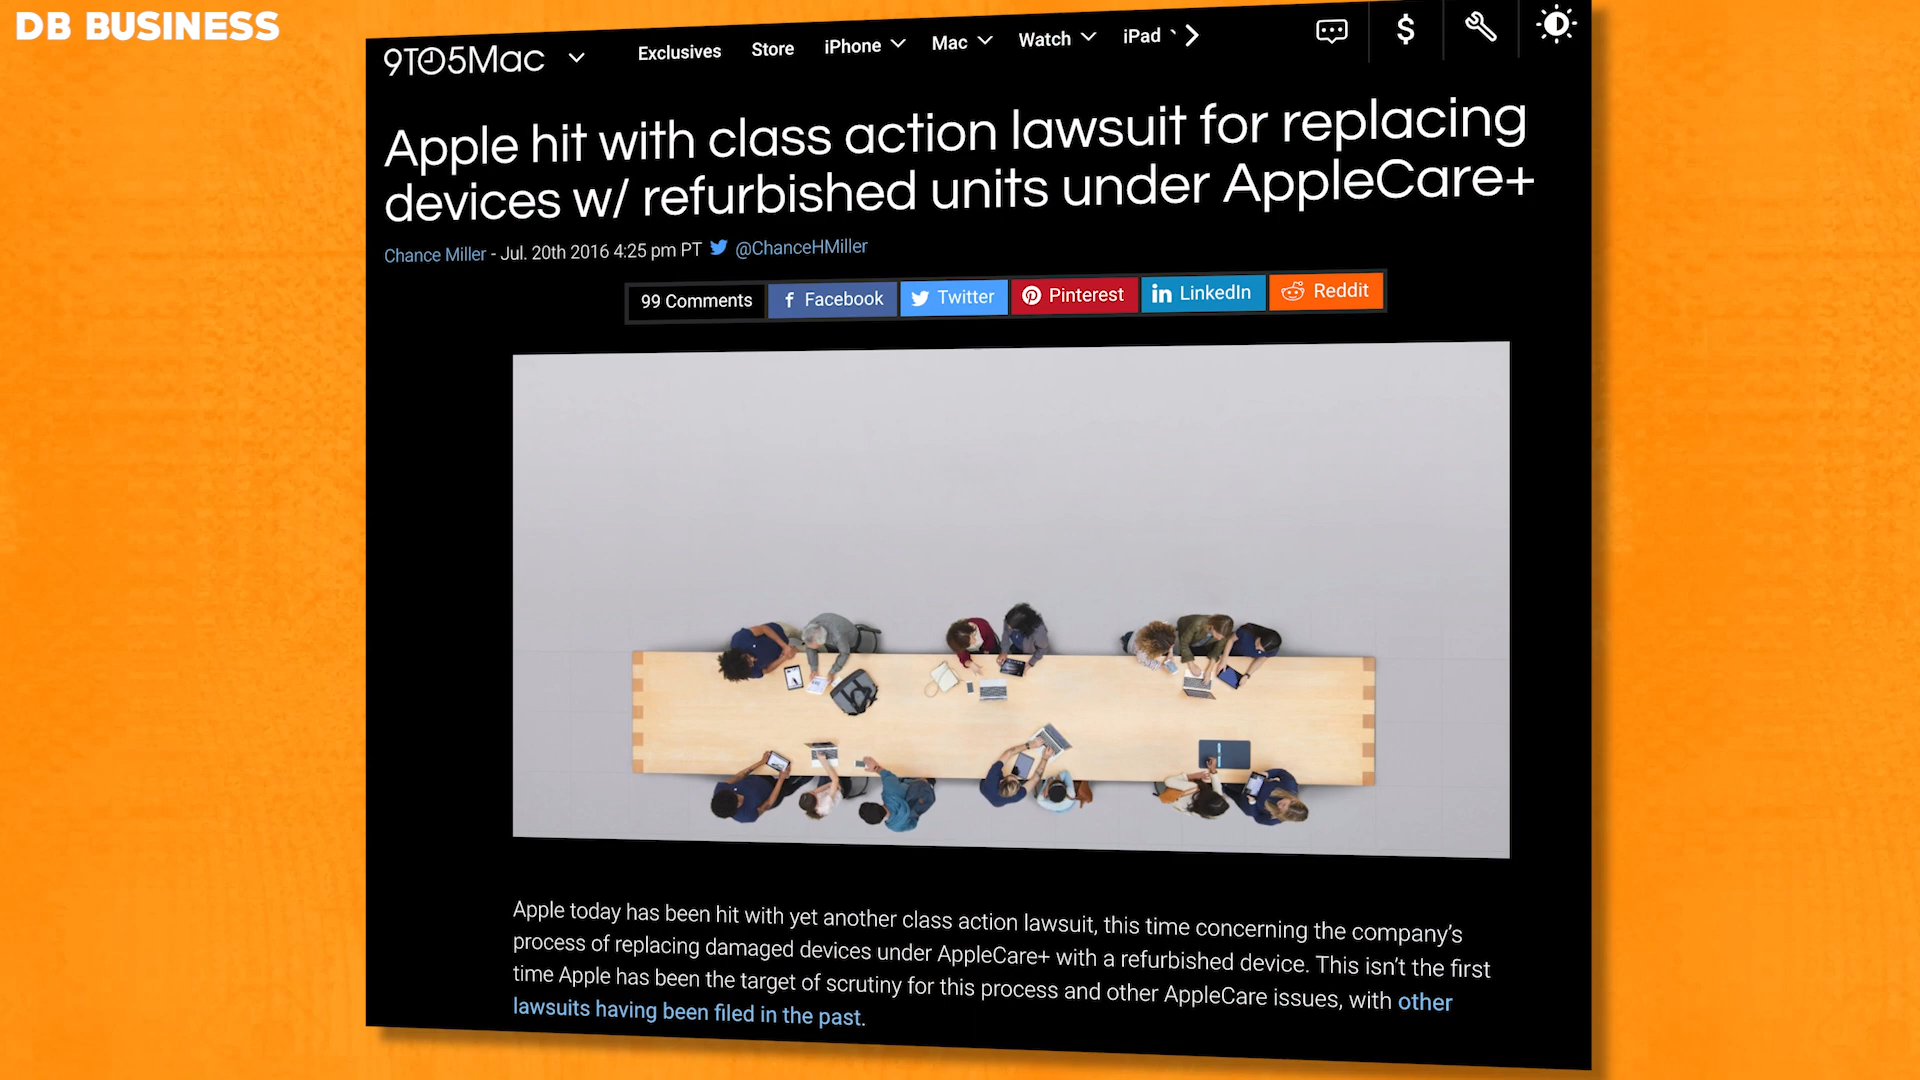 DB BUSINESS
9TO5Mac
Exclusives Store iPhone Mac Watch iPad
Apple hit with class action lawsuit for replacing
devices w/ refurbished units under AppleCare+
Chance Miller - Jul. 20th 2016 4:25 pm PT @ChanceHMiller
99 Comments Facebook Twitter Pinterest LinkedIn Reddit
Apple today has been hit with yet another class action lawsuit, this time concerning the company's
process of replacing damaged devices under AppleCare+ with a refurbished device. This isn't the first
time Apple has been the target of scrutiny for this process and other AppleCare issues, with other
lawsuits having been filed in the past.